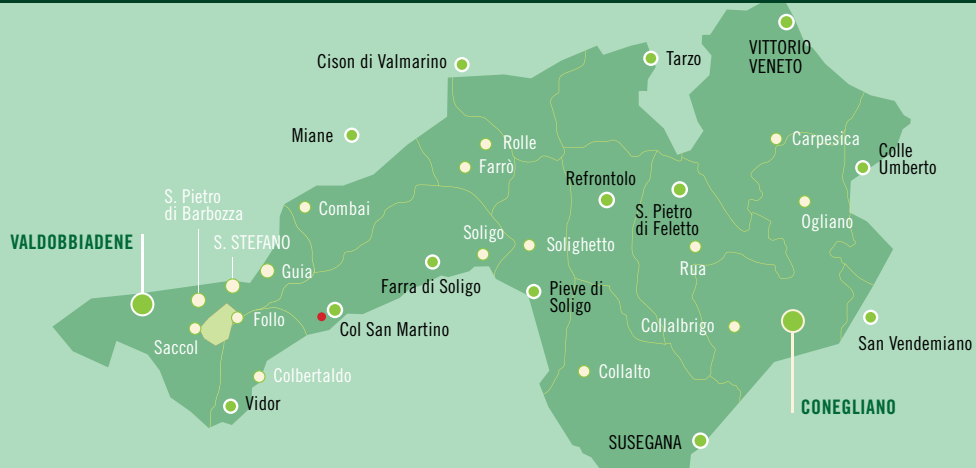 VITTORIO
VENETO
Cison di Valmarino
Tarzo
Miane
Rolle
Carpesica
Colle
Umberto
Farrò
Refrontolo
S. Pietro
di Barbozza
Combai
S. Pietro
di Feletto
Ogliano
VALDOBBIADENE
S. STEFANO
Soligo
Solighetto
Guia
Rua
Farra di Soligo
Pieve di
Soligo
Follo
Col San Martino
Collalbrigo
Saccol
San Vendemiano
Colbertaldo
Collalto
Vidor
CONEGLIANO
SUSEGANA